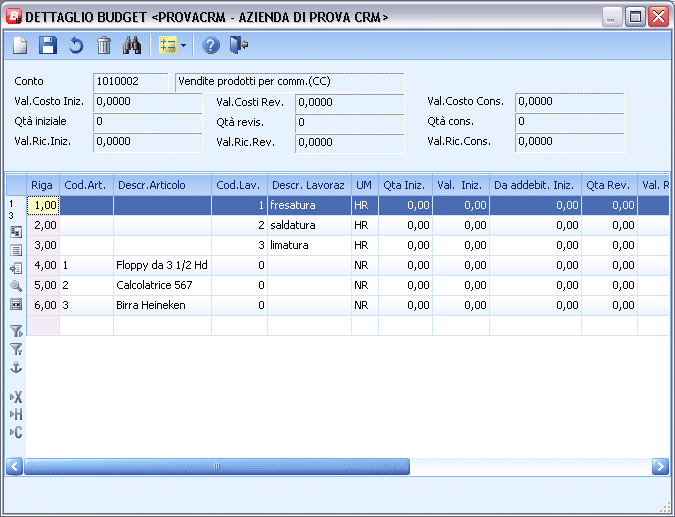 DETTAGLIO BUDGET <PROVACRM - AZIENDA DI PROVA CRM>
Conto 1010002 Vendite prodotti per comm.(CC)
Val.Costo Iniz. 0,0000 Val.Costi Rev. 0,0000 Val.Costo Cons. 0,0000
Qtà iniziale 0 Qtà revis. 0 Qtà cons. 0
Val.Ric.Iniz. 0,0000 Val.Ric.Rev. 0,0000 Val.Ric.Cons. 0,0000
Riga Cod.Art. Descr.Articolo Cod.Lav. Descr. Lavoraz UM Qta Iniz. Val. Iniz. Da addebit. Iniz. Qta Rev. Val. R
1 1,00 1 fresatura HR 0,00 0,00 0,00 0,00
3
2,00 2 saldatura HR 0,00 0,00 0,00 0,00
3,00 3 limatura HR 0,00 0,00 0,00 0,00
4,00 1 Floppy da 3 1/2 Hd 0 NR 0,00 0,00 0,00 0,00
5,00 2 Calcolatrice 567 0 NR 0,00 0,00 0,00 0,00
6,00 3 Birra Heineken 0 NR 0,00 0,00 0,00 0,00
X
H
C